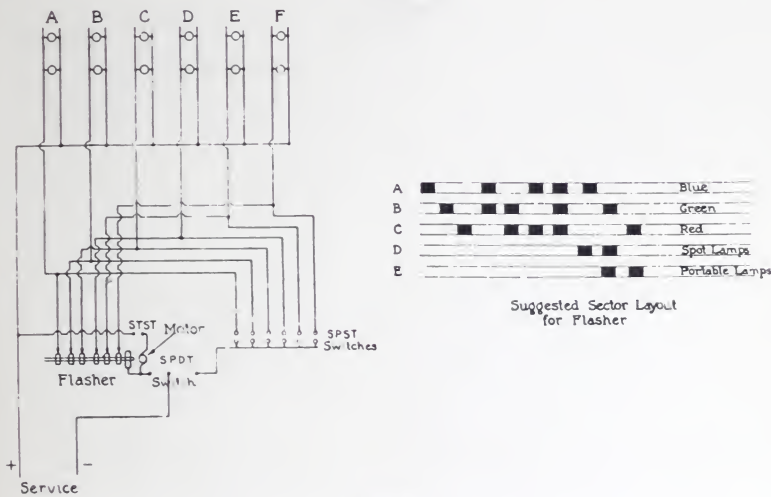 A B C D E F
A Blue
B Green
C Red
D Spot Lamps
E Portable Lamps
Suggested Sector Layout
for Flasher
STST Motor
SPST
Switches
SPDT
Flasher
Switch
+ -
Service